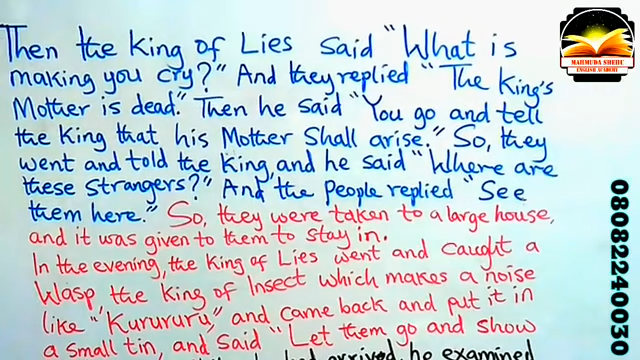 Then the King of Lies said "What is
making you cry?" And they replied "The King's
Mother is dead." Then he said "You go and tell
the King that his Mother Shall arise." So, they
went and told the King, and he said "Where are
these Strangers?" And the people replied "See
them here." So, they were taken to a large house,
and it was given to them to stay in.
In the evening, the King of Lies went and caught a
Wasp the King of Insect which makes a noise
like "Kurururu," and came back and put it in
a small tin, and Said "Let them go and show
arrived, he examined
MAHMUDA SHEHU
ENGLISH ACADEMY
08082240030